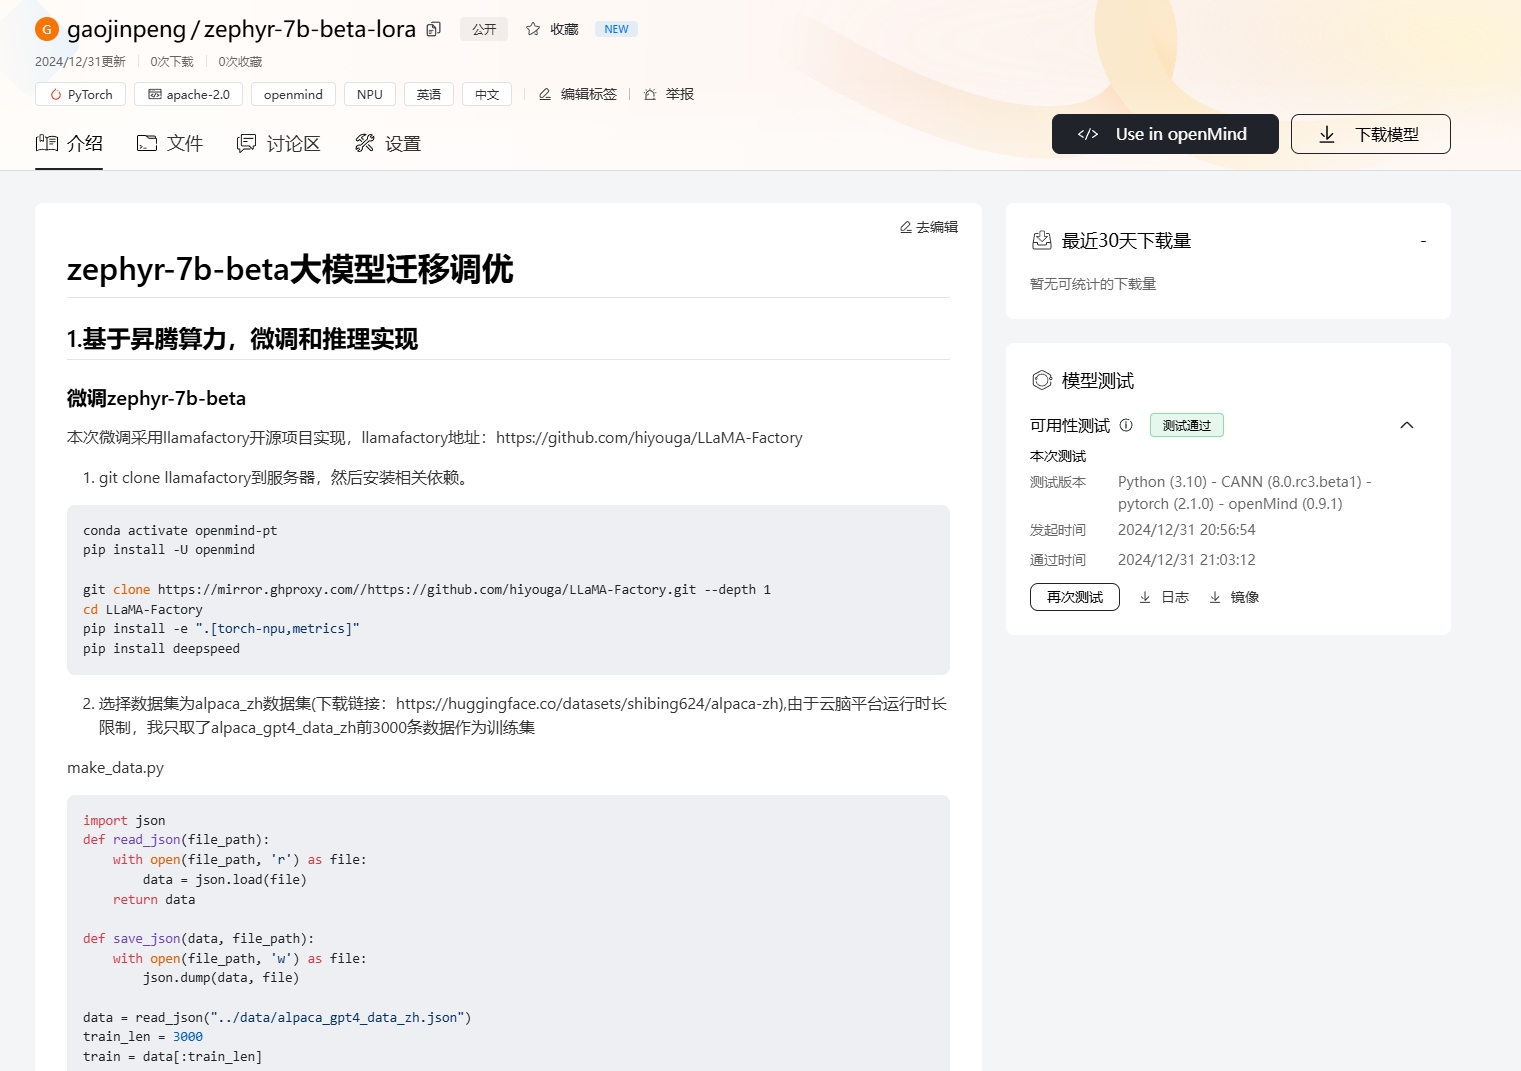 G gaojinpeng / zephyr-7b-beta-lora 公开 收藏 NEW
2024/12/31更新 0次下载 0次收藏
PyTorch apache-2.0 openmind NPU 英语 中文 编辑标签 举报
介绍 文件 讨论区 设置
</> Use in openMind 下载模型
去编辑
zephyr-7b-beta大模型迁移调优
1.基于昇腾算力，微调和推理实现
微调zephyr-7b-beta
本次微调采用llamafactory开源项目实现，llamafactory地址：https://github.com/hiyouga/LLaMA-Factory
1. git clone llamafactory到服务器，然后安装相关依赖。
conda activate openmind-pt
pip install -U openmind
git clone https://mirror.ghproxy.com//https://github.com/hiyouga/LLaMA-Factory.git --depth 1
cd LLaMA-Factory
pip install -e ".[torch-npu,metrics]"
pip install deepspeed
2. 选择数据集为alpaca_zh数据集(下载链接：https://huggingface.co/datasets/shibing624/alpaca-zh),由于云脑平台运行时长
限制，我只取了alpaca_gpt4_data_zh前3000条数据作为训练集
make_data.py
import json
def read_json(file_path):
    with open(file_path, 'r') as file:
        data = json.load(file)
    return data
def save_json(data, file_path):
    with open(file_path, 'w') as file:
        json.dump(data, file)
data = read_json("../data/alpaca_gpt4_data_zh.json")
train_len = 3000
train = data[:train_len]
最近30天下载量 -
暂无可统计的下载量
模型测试
可用性测试 测试通过
本次测试
测试版本 Python (3.10) - CANN (8.0.rc3.beta1) -
pytorch (2.1.0) - openMind (0.9.1)
发起时间 2024/12/31 20:56:54
通过时间 2024/12/31 21:03:12
再次测试 日志 镜像